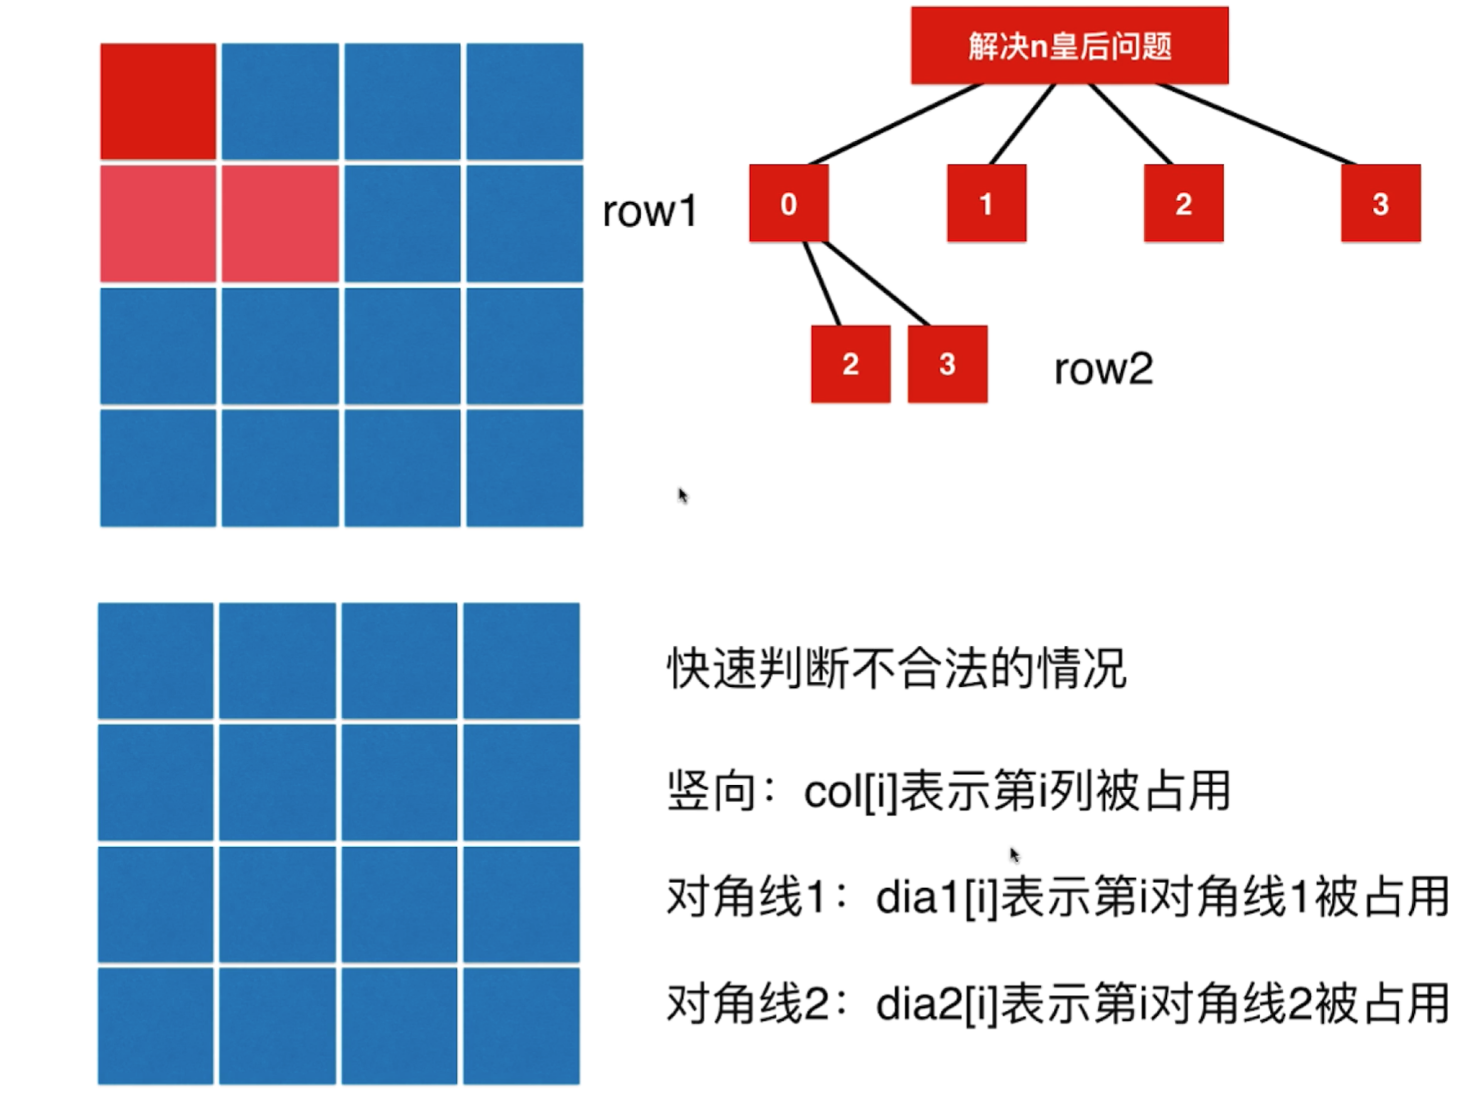 解决n皇后问题
row1
0
1
2
3
2
3
row2
快速判断不合法的情况
竖向：col[i]表示第i列被占用
对角线1：dia1[i]表示第i对角线1被占用
对角线2：dia2[i]表示第i对角线2被占用